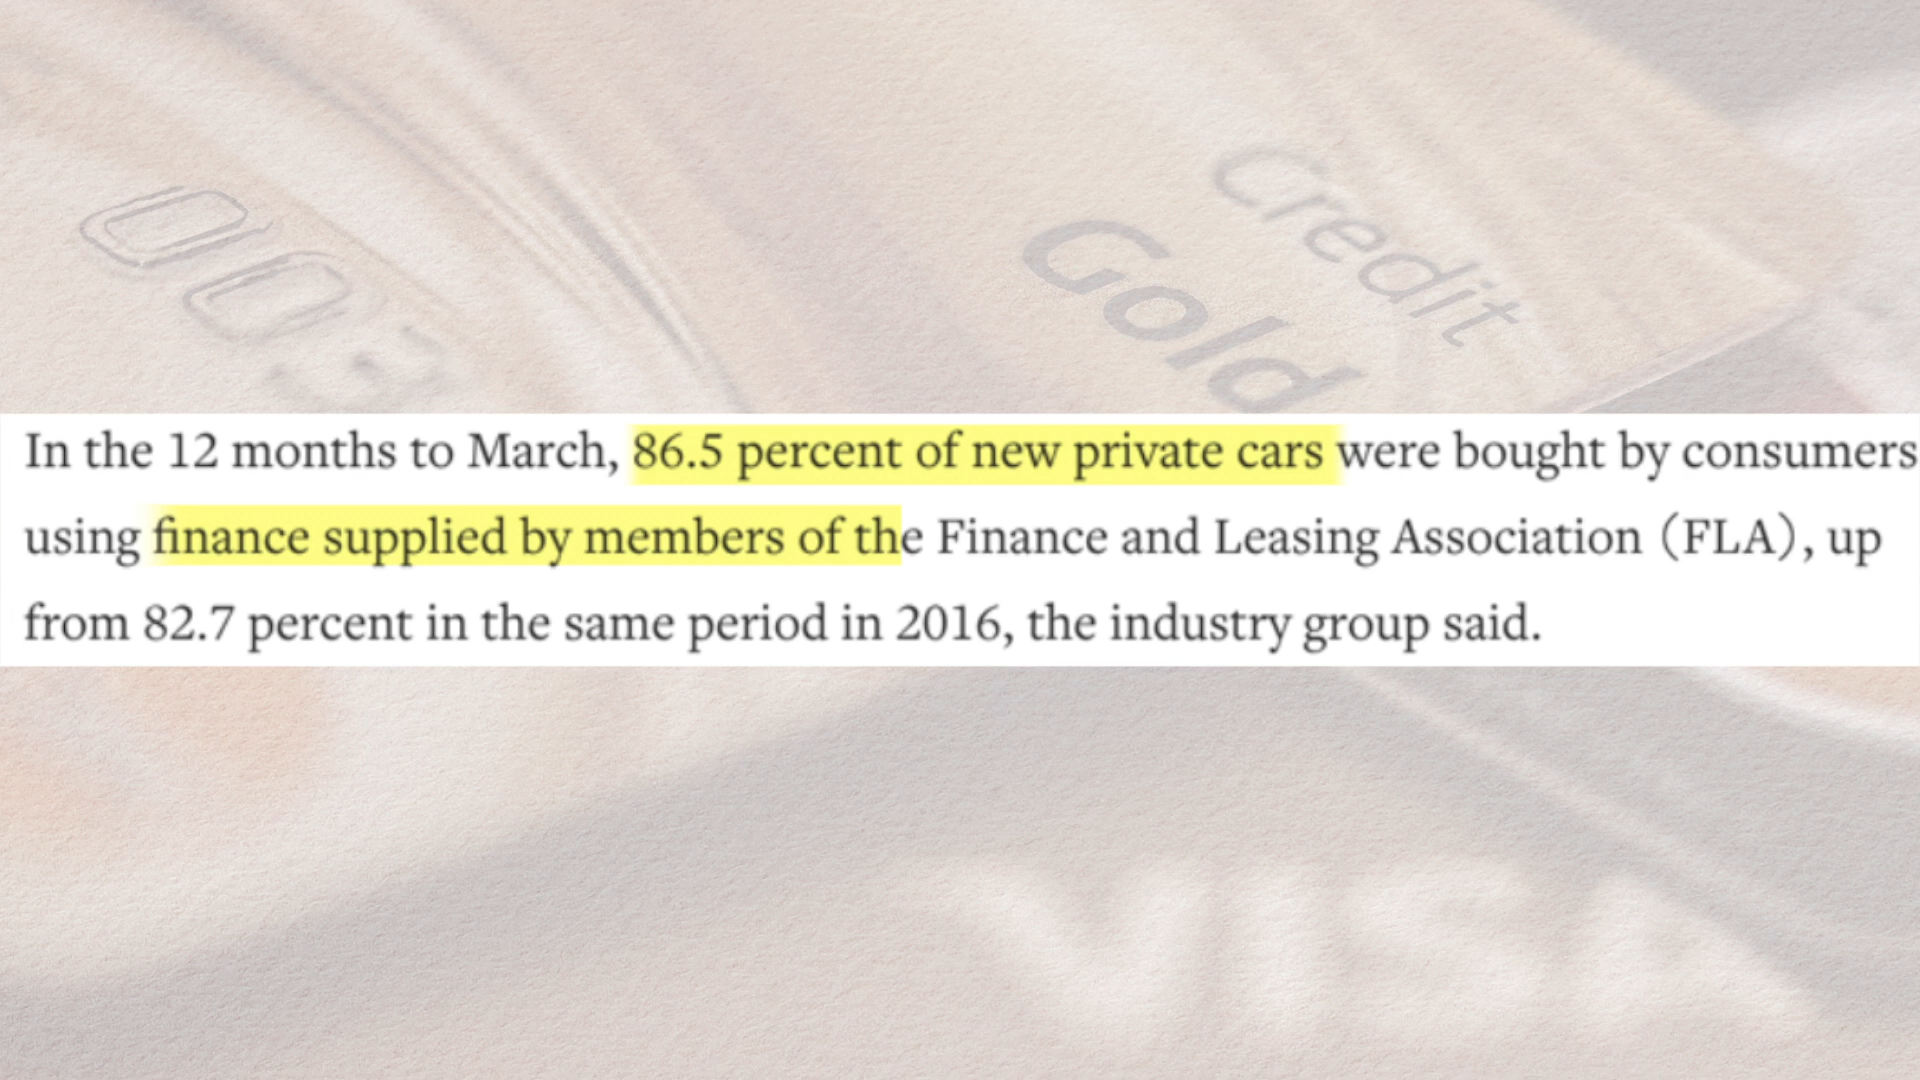 003
Credit
Gold
In the 12 months to March, 86.5 percent of new private cars were bought by consumers
using finance supplied by members of the Finance and Leasing Association (FLA), up
from 82.7 percent in the same period in 2016, the industry group said.
VISA